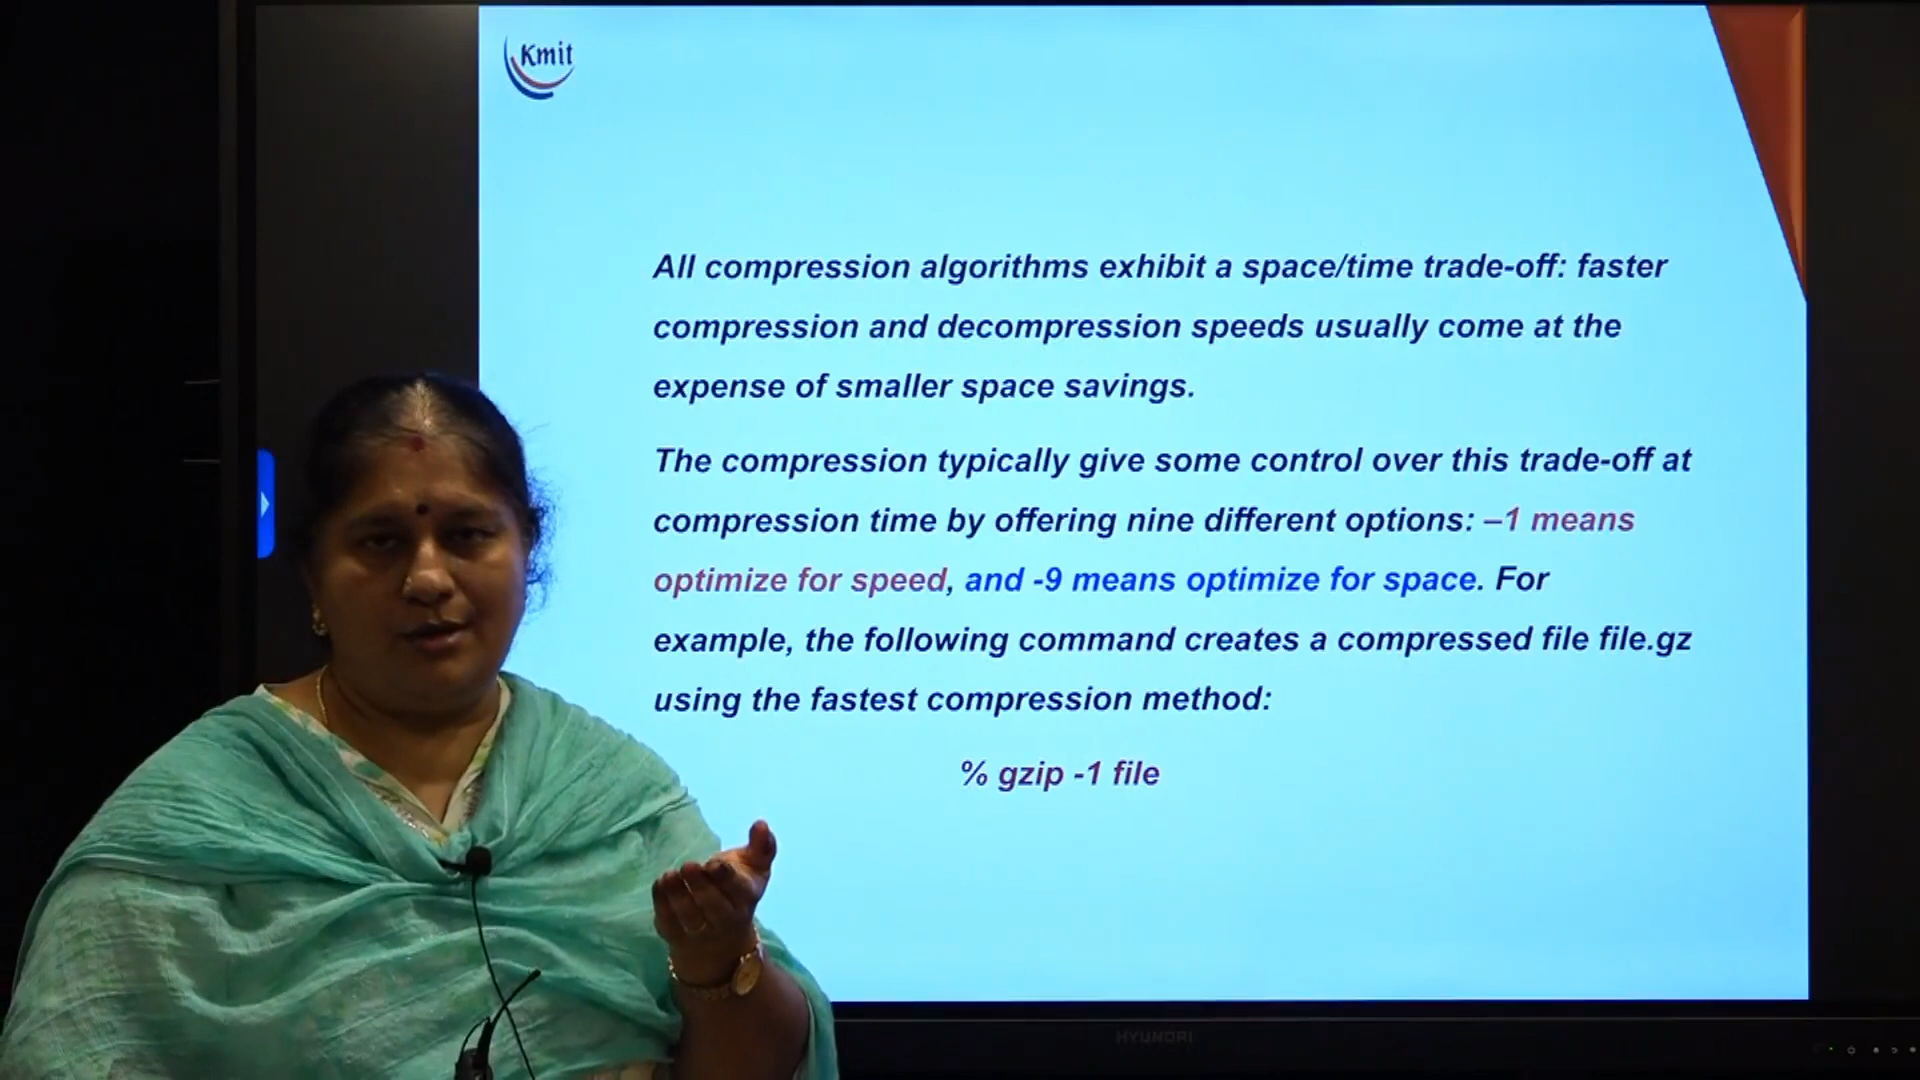 Kmit
All compression algorithms exhibit a space/time trade-off: faster
compression and decompression speeds usually come at the
expense of smaller space savings.
The compression typically give some control over this trade-off at
compression time by offering nine different options: –1 means
optimize for speed, and -9 means optimize for space. For
example, the following command creates a compressed file file.gz
using the fastest compression method:
% gzip -1 file
HYUNDAI